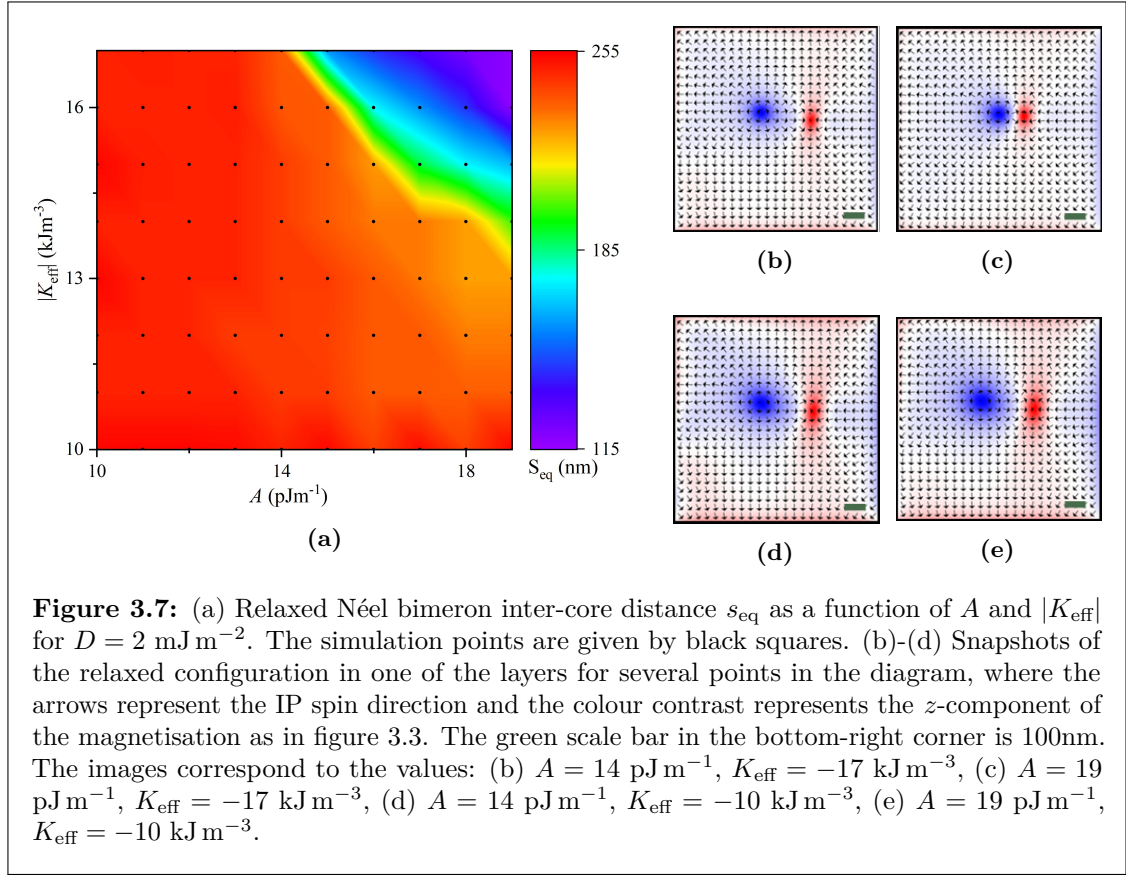 255
185
115
S_eq (nm)
16
13
10
|K_eff| (kJm⁻³)
10
14
18
A (pJm⁻¹)
(a)
(b)
(c)
(d)
(e)
Figure 3.7: (a) Relaxed Néel bimeron inter-core distance s_eq as a function of A and |K_eff|
for D = 2 mJ m⁻². The simulation points are given by black squares. (b)-(d) Snapshots of
the relaxed configuration in one of the layers for several points in the diagram, where the
arrows represent the IP spin direction and the colour contrast represents the z-component of
the magnetisation as in figure 3.3. The green scale bar in the bottom-right corner is 100nm.
The images correspond to the values: (b) A = 14 pJ m⁻¹, K_eff = −17 kJ m⁻³, (c) A = 19
pJ m⁻¹, K_eff = −17 kJ m⁻³, (d) A = 14 pJ m⁻¹, K_eff = −10 kJ m⁻³, (e) A = 19 pJ m⁻¹,
K_eff = −10 kJ m⁻³.